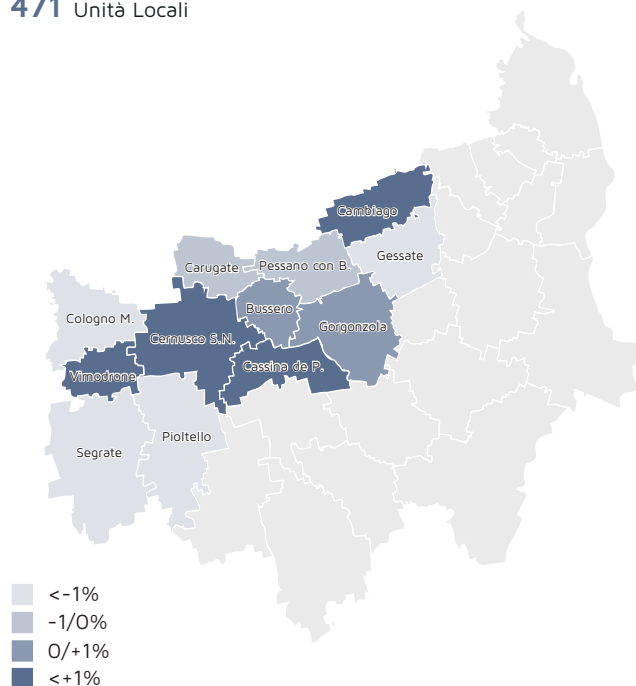 471 Unità Locali
Cambiago
Gessate
Carugate
Pessano con B.
Bussero
Gorgonzola
Cologno M.
Cernusco S.N.
Cassina de P.
Vimodrone
Pioltello
Segrate
<-1%
-1/0%
0/+1%
<+1%